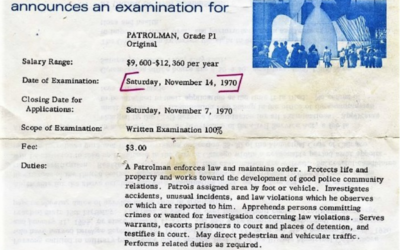 announces an examination for
PATROLMAN, Grade P1
Original
Salary Range: $9,600-$12,360 per year
Date of Examination: Saturday, November 14, 1970
Closing Date for
Applications: Saturday, November 7, 1970
Scope of Examination: Written Examination 100%
Fee: $3.00
Duties: A Patrolman enforces law and maintains order. Protects life and
property and works toward the development of good police community
relations. Patrols assigned area by foot or vehicle. Investigates
accidents, unusual incidents, and law violations which he observes
or which are reported to him. Apprehends persons committing
crimes or wanted for investigation concerning law violations. Serves
warrants, escorts prisoners to court and places of detention, and
testifies in court. May direct pedestrian and vehicular traffic.
Performs related duties as required.